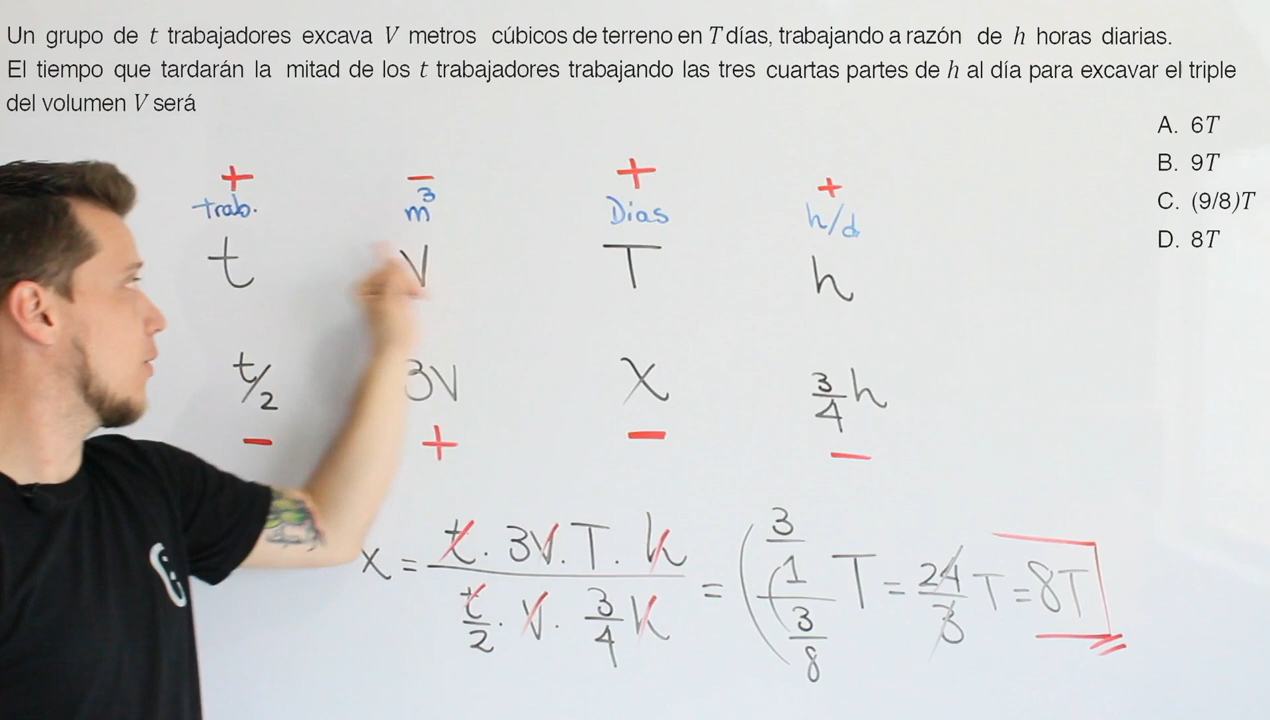 Un grupo de t trabajadores excava V metros cúbicos de terreno en T días, trabajando a razón de h horas diarias.
El tiempo que tardarán la mitad de los t trabajadores trabajando las tres cuartas partes de h al día para excavar el triple
del volumen V será
A. 6T
B. 9T
C. (9/8)T
D. 8T
+ − + +
trab. m³ Días h/d
t V T h
t/2 3V X 3/4 h
− + − −
X = (t · 3V · T · h) / (t/2 · V · 3/4 h) = (3/1 / 3/8 T = 24/3 T = 8T